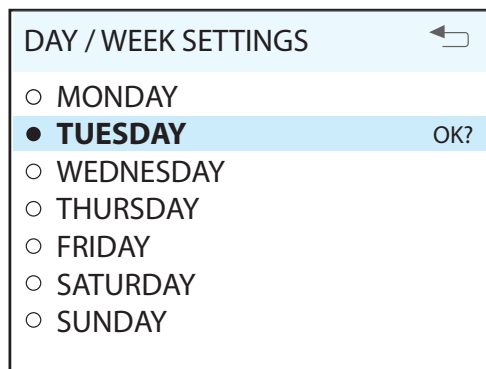 DAY / WEEK SETTINGS
MONDAY
TUESDAY OK?
WEDNESDAY
THURSDAY
FRIDAY
SATURDAY
SUNDAY